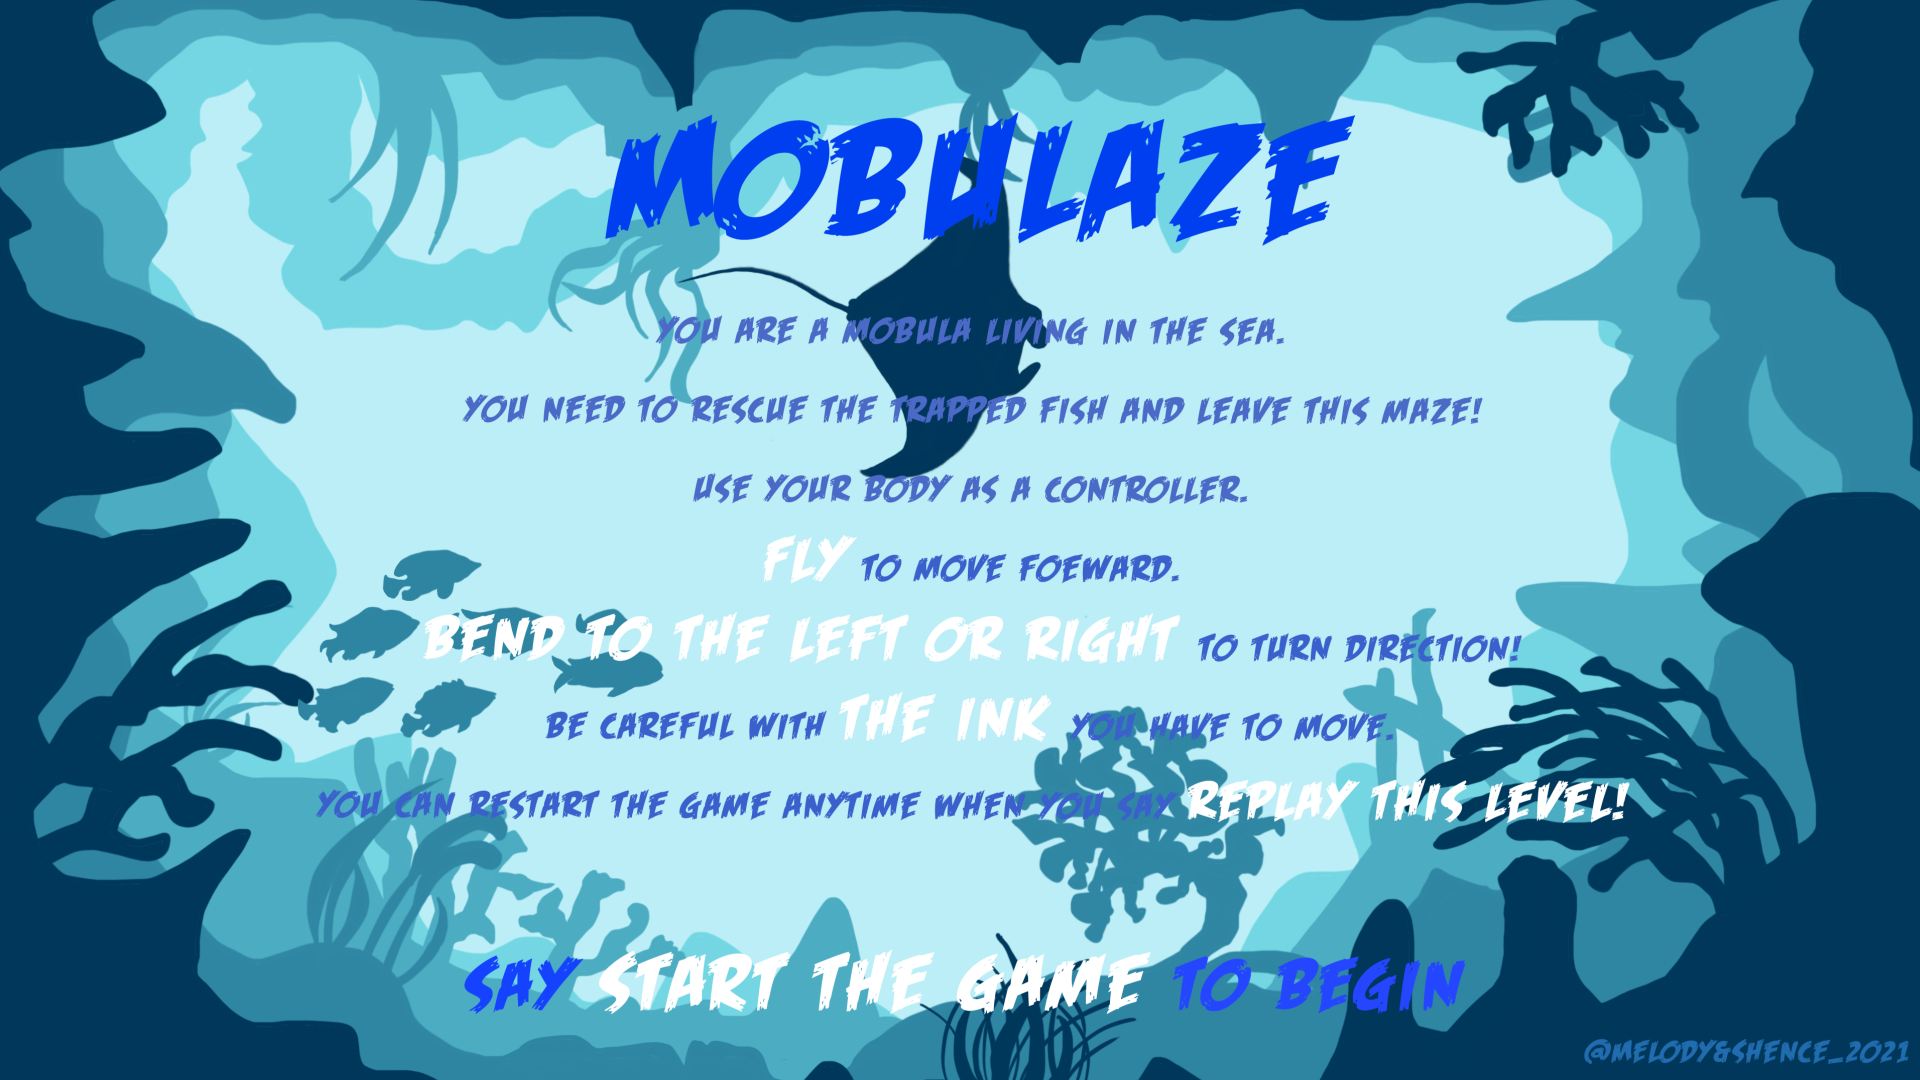 MOBULAZE
YOU ARE A MOBULA LIVING IN THE SEA.
YOU NEED TO RESCUE THE TRAPPED FISH AND LEAVE THIS MAZE!
USE YOUR BODY AS A CONTROLLER.
FLY TO MOVE FOEWARD.
BEND TO THE LEFT OR RIGHT TO TURN DIRECTION!
BE CAREFUL WITH THE INK YOU HAVE TO MOVE.
YOU CAN RESTART THE GAME ANYTIME WHEN YOU SAY REPLAY THIS LEVEL!
SAY START THE GAME TO BEGIN
@MELODY&SHENCE_2021